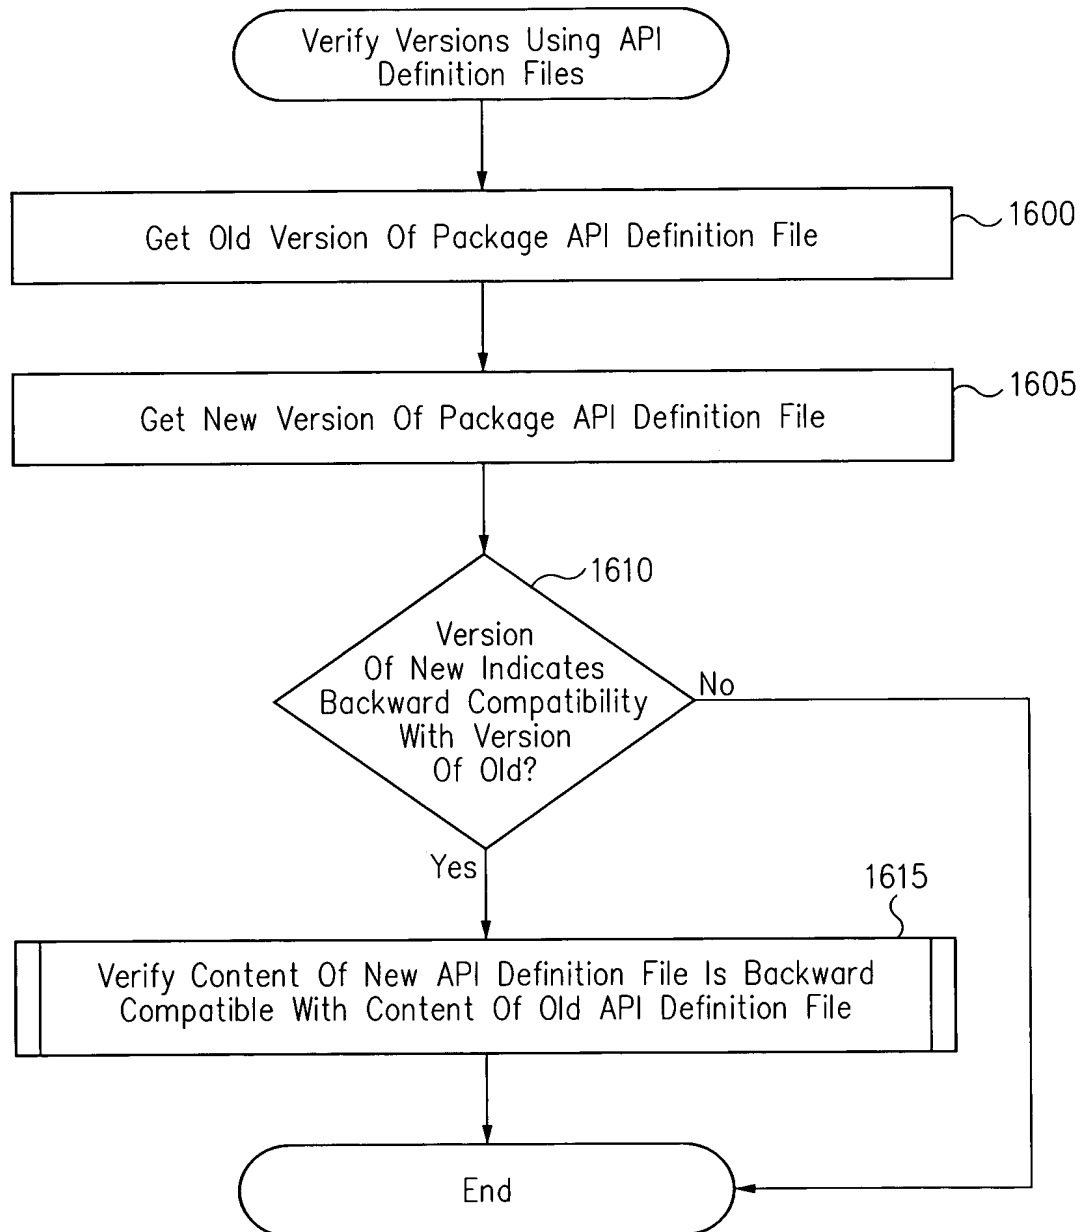 Verify Versions Using API
Definition Files
Get Old Version Of Package API Definition File
1600
Get New Version Of Package API Definition File
1605
1610
Version
Of New Indicates
Backward Compatibility
With Version
Of Old?
No
Yes
1615
Verify Content Of New API Definition File Is Backward
Compatible With Content Of Old API Definition File
End